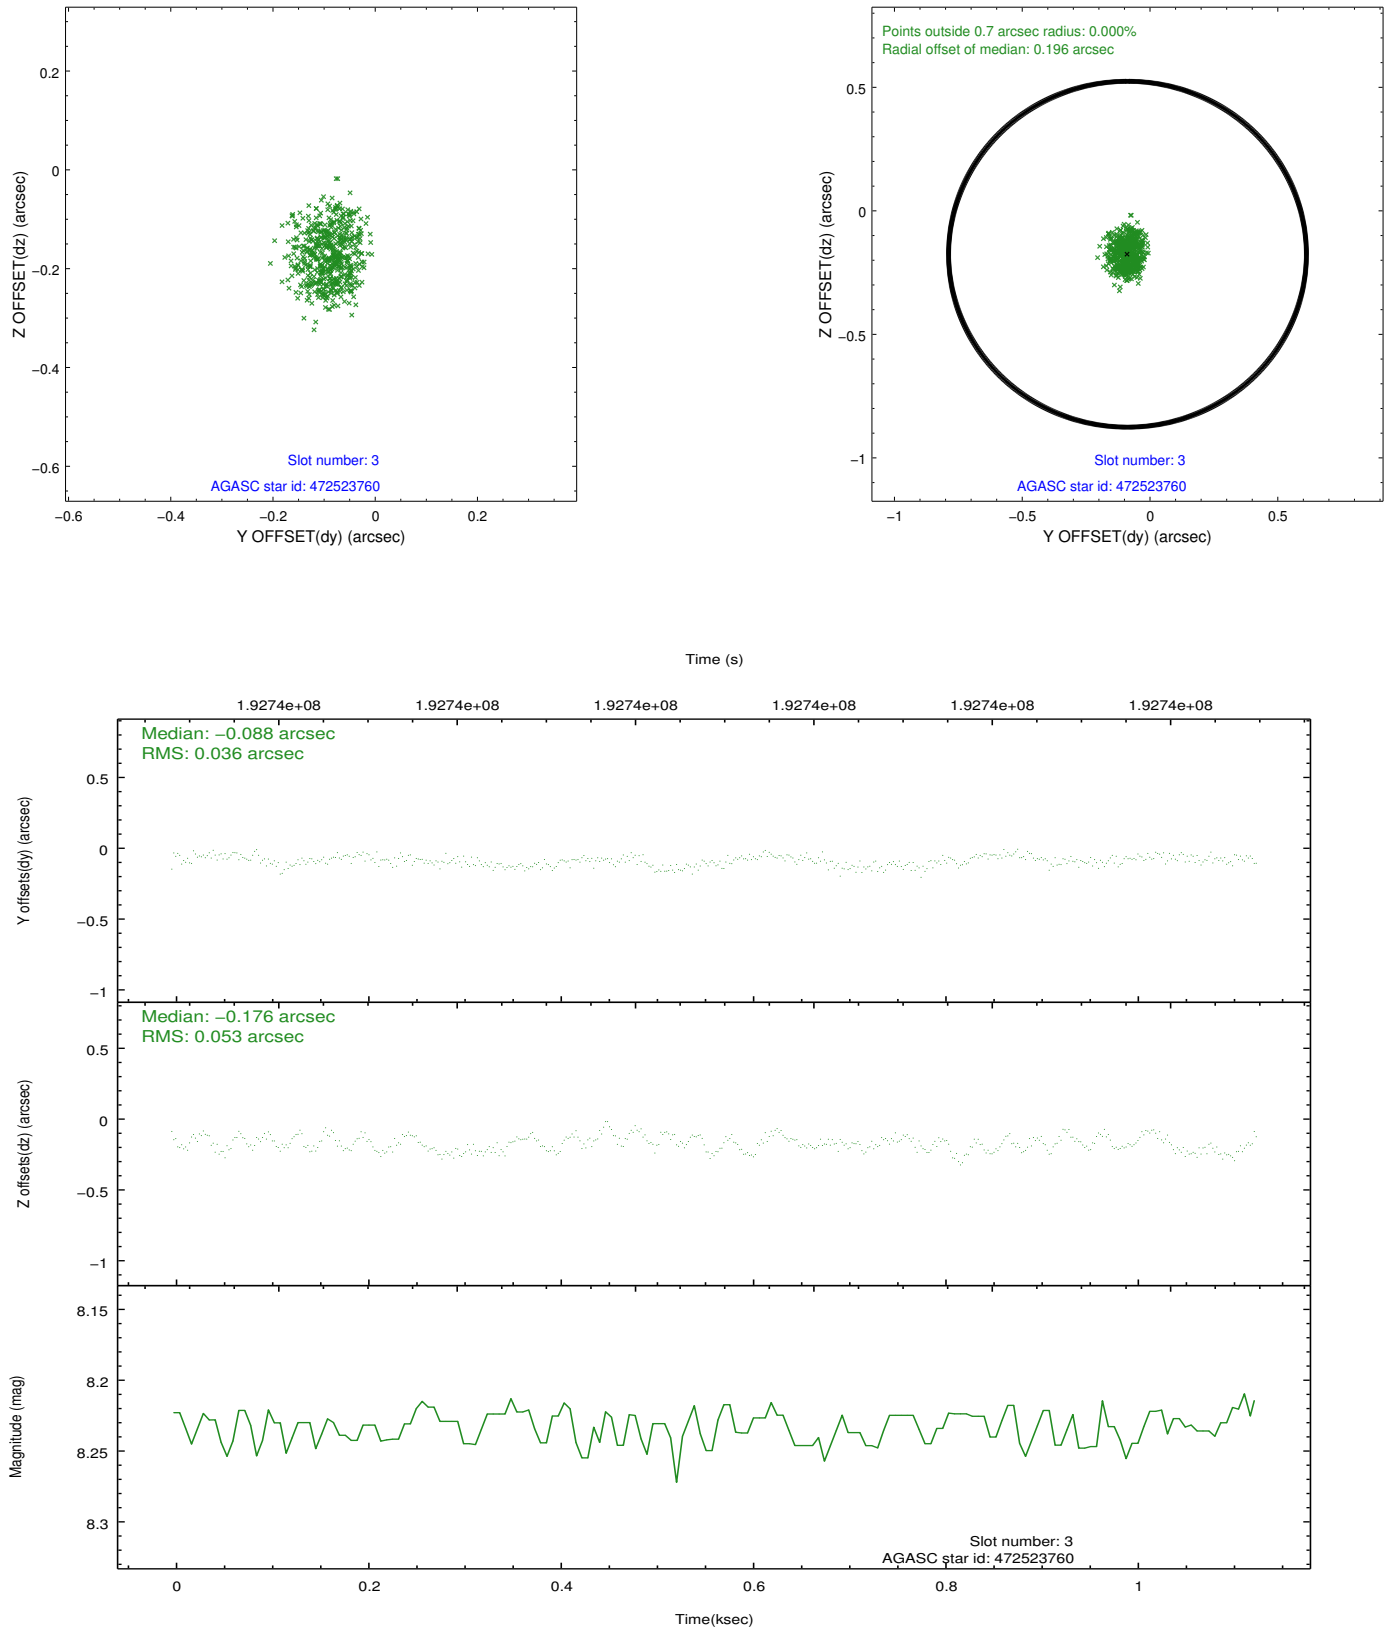 0.2
0
−0.2
−0.4
−0.6
Z OFFSET(dz) (arcsec)
Slot number: 3
AGASC star id: 472523760
−0.6
−0.4
−0.2
0
0.2
Y OFFSET(dy) (arcsec)
Points outside 0.7 arcsec radius: 0.000%
Radial offset of median: 0.196 arcsec
0.5
0
−0.5
−1
Z OFFSET(dz) (arcsec)
Slot number: 3
AGASC star id: 472523760
−1
−0.5
0
0.5
Y OFFSET(dy) (arcsec)
Time (s)
1.9274e+08
1.9274e+08
1.9274e+08
1.9274e+08
1.9274e+08
1.9274e+08
Median: −0.088 arcsec
RMS: 0.036 arcsec
0.5
0
−0.5
−1
Y offsets(dy) (arcsec)
Median: −0.176 arcsec
RMS: 0.053 arcsec
0.5
0
−0.5
−1
Z offsets(dz) (arcsec)
8.15
8.2
8.25
8.3
Magnitude (mag)
Slot number: 3
AGASC star id: 472523760
0
0.2
0.4
0.6
0.8
1
Time(ksec)